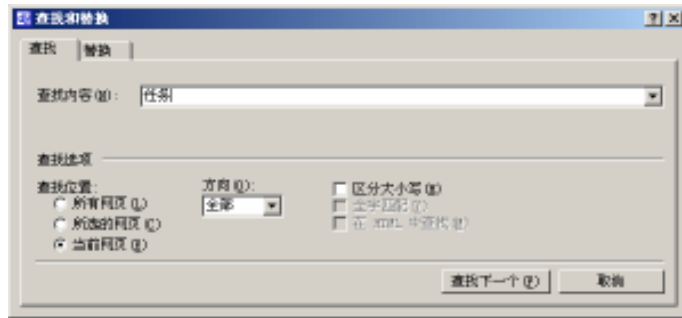 查找和替换
查找 替换
查找内容(N): 任务
查找选项
查找位置: 方向(D):
所有网页(L) 全部 区分大小写(M)
所选的网页(C) 全字匹配(Y)
当前网页(R) 在 HTML 中查找
查找下一个(F) 取消